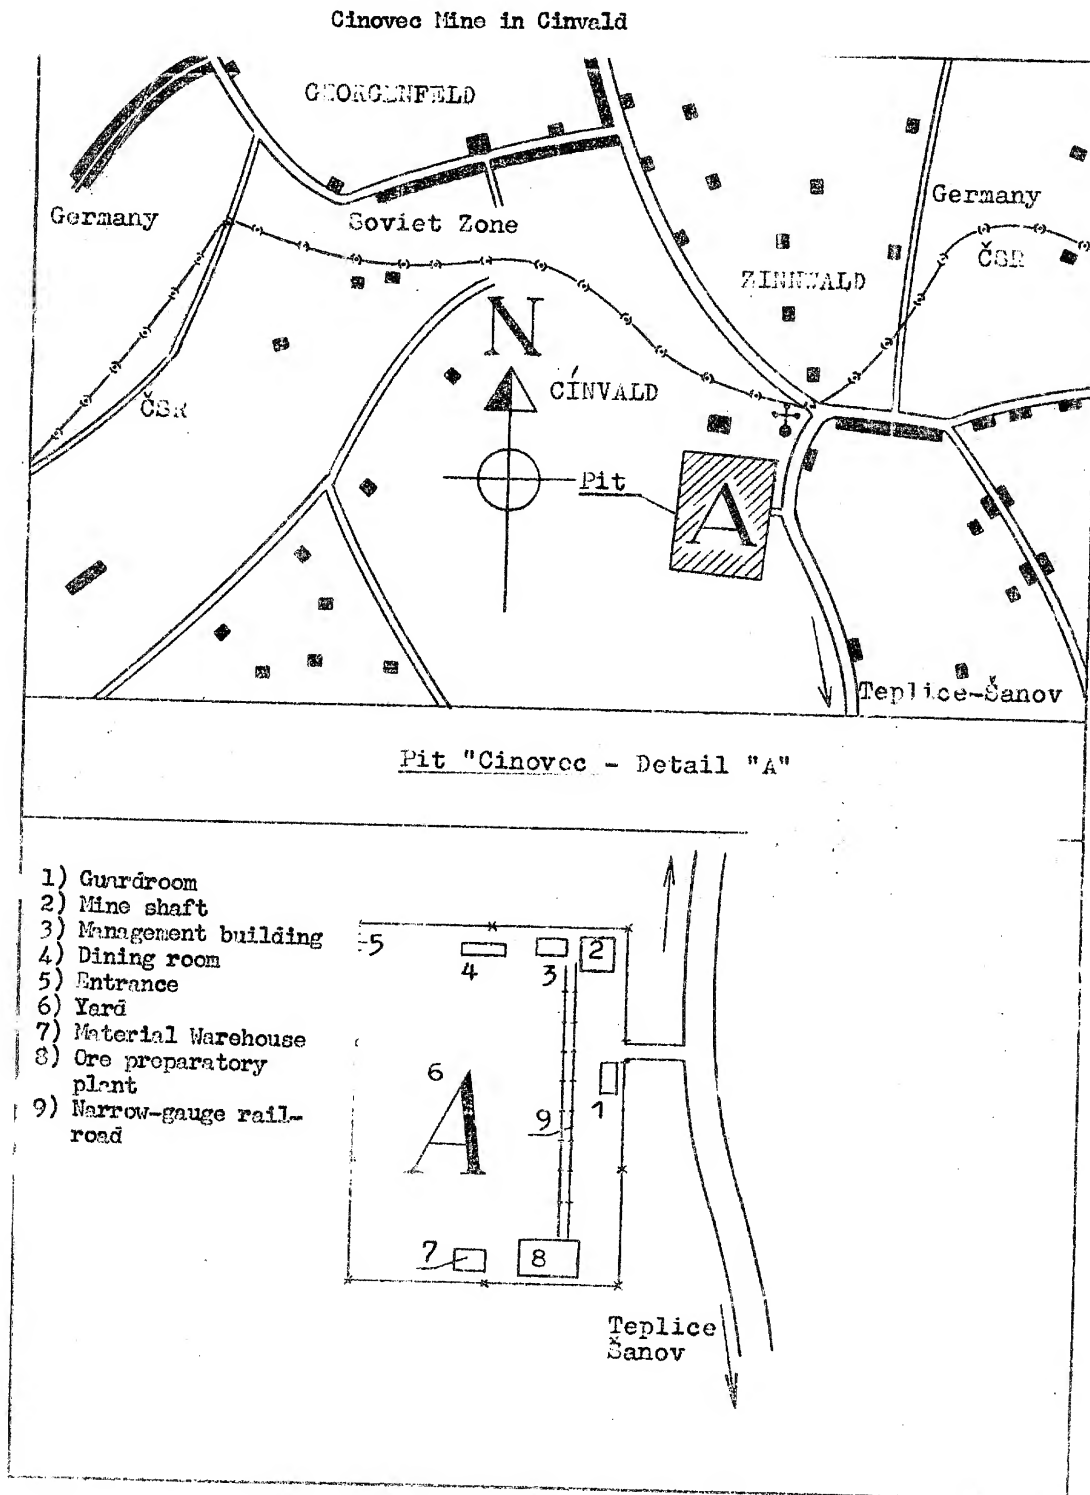 Cinovec Mine in Cinvald
GEORGENFELD
Germany
Soviet Zone
Germany
ČSR
ZINNWALD
N
ČSR
CÍNVALD
Pit
A
Teplice-Šanov
Pit "Cinovec - Detail "A"
1) Guardroom
2) Mine shaft
3) Management building
4) Dining room
5) Entrance
6) Yard
7) Material Warehouse
8) Ore preparatory
plant
9) Narrow-gauge rail-
road
5
4
3
2
6
A
9
1
7
8
Teplice
Šanov